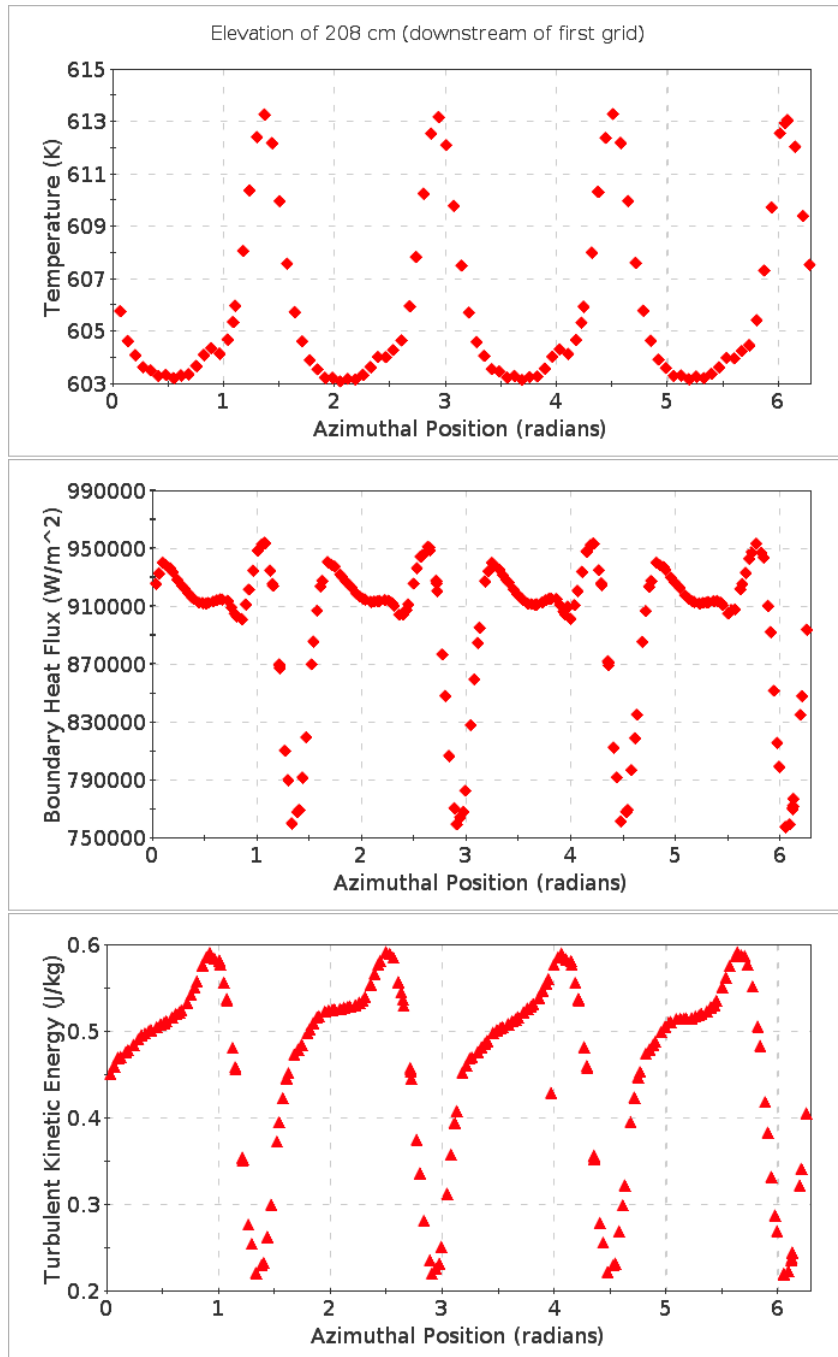 Elevation of 208 cm (downstream of first grid)
615
613
611
609
607
605
603
Temperature (K)
0 1 2 3 4 5 6
Azimuthal Position (radians)
990000
950000
910000
870000
830000
790000
750000
Boundary Heat Flux (W/m^2)
0 1 2 3 4 5 6
Azimuthal Position (radians)
0.6
0.5
0.4
0.3
0.2
Turbulent Kinetic Energy (J/kg)
0 1 2 3 4 5 6
Azimuthal Position (radians)